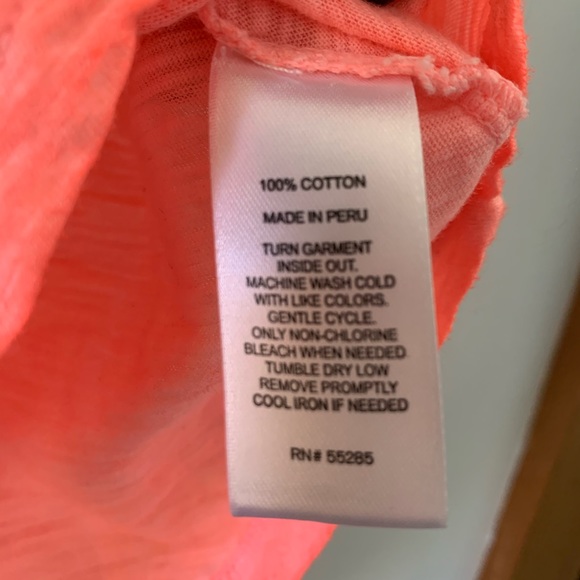 100% COTTON
MADE IN PERU
TURN GARMENT
INSIDE OUT.
MACHINE WASH COLD
WITH LIKE COLORS.
GENTLE CYCLE.
ONLY NON-CHLORINE
BLEACH WHEN NEEDED
TUMBLE DRY LOW
REMOVE PROMPTLY
COOL IRON IF NEEDED
RN# 55285